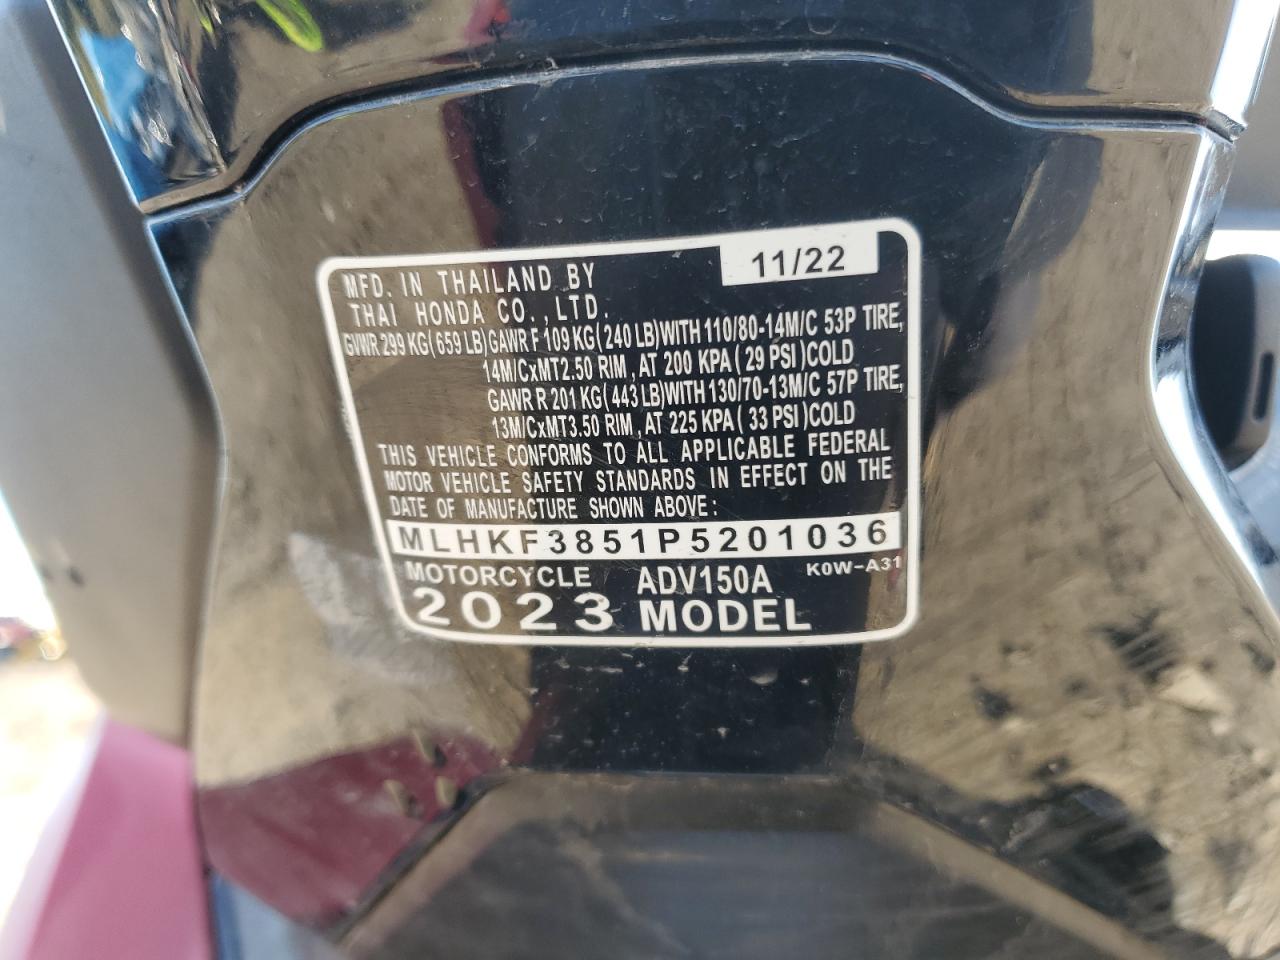 11/22
MFD. IN THAILAND BY
THAI HONDA CO., LTD.
GVWR 299 KG(659 LB)GAWR F 109 KG(240 LB)WITH 110/80-14M/C 53P TIRE,
14M/CxMT2.50 RIM, AT 200 KPA(29 PSI)COLD
GAWR R 201 KG(443 LB)WITH 130/70-13M/C 57P TIRE,
13M/CxMT3.50 RIM, AT 225 KPA(33 PSI)COLD
THIS VEHICLE CONFORMS TO ALL APPLICABLE FEDERAL
MOTOR VEHICLE SAFETY STANDARDS IN EFFECT ON THE
DATE OF MANUFACTURE SHOWN ABOVE:
MLHKF3851P5201036
MOTORCYCLE ADV150A K0W-A31
2023 MODEL